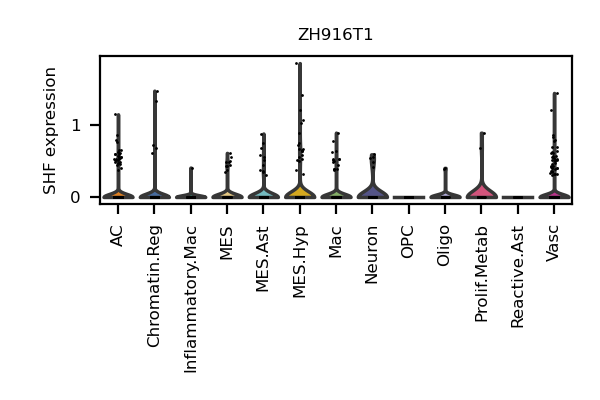 ZH916T1
SHF expression
1
0
AC
Chromatin.Reg
Inflammatory.Mac
MES
MES.Ast
MES.Hyp
Mac
Neuron
OPC
Oligo
Prolif.Metab
Reactive.Ast
Vasc